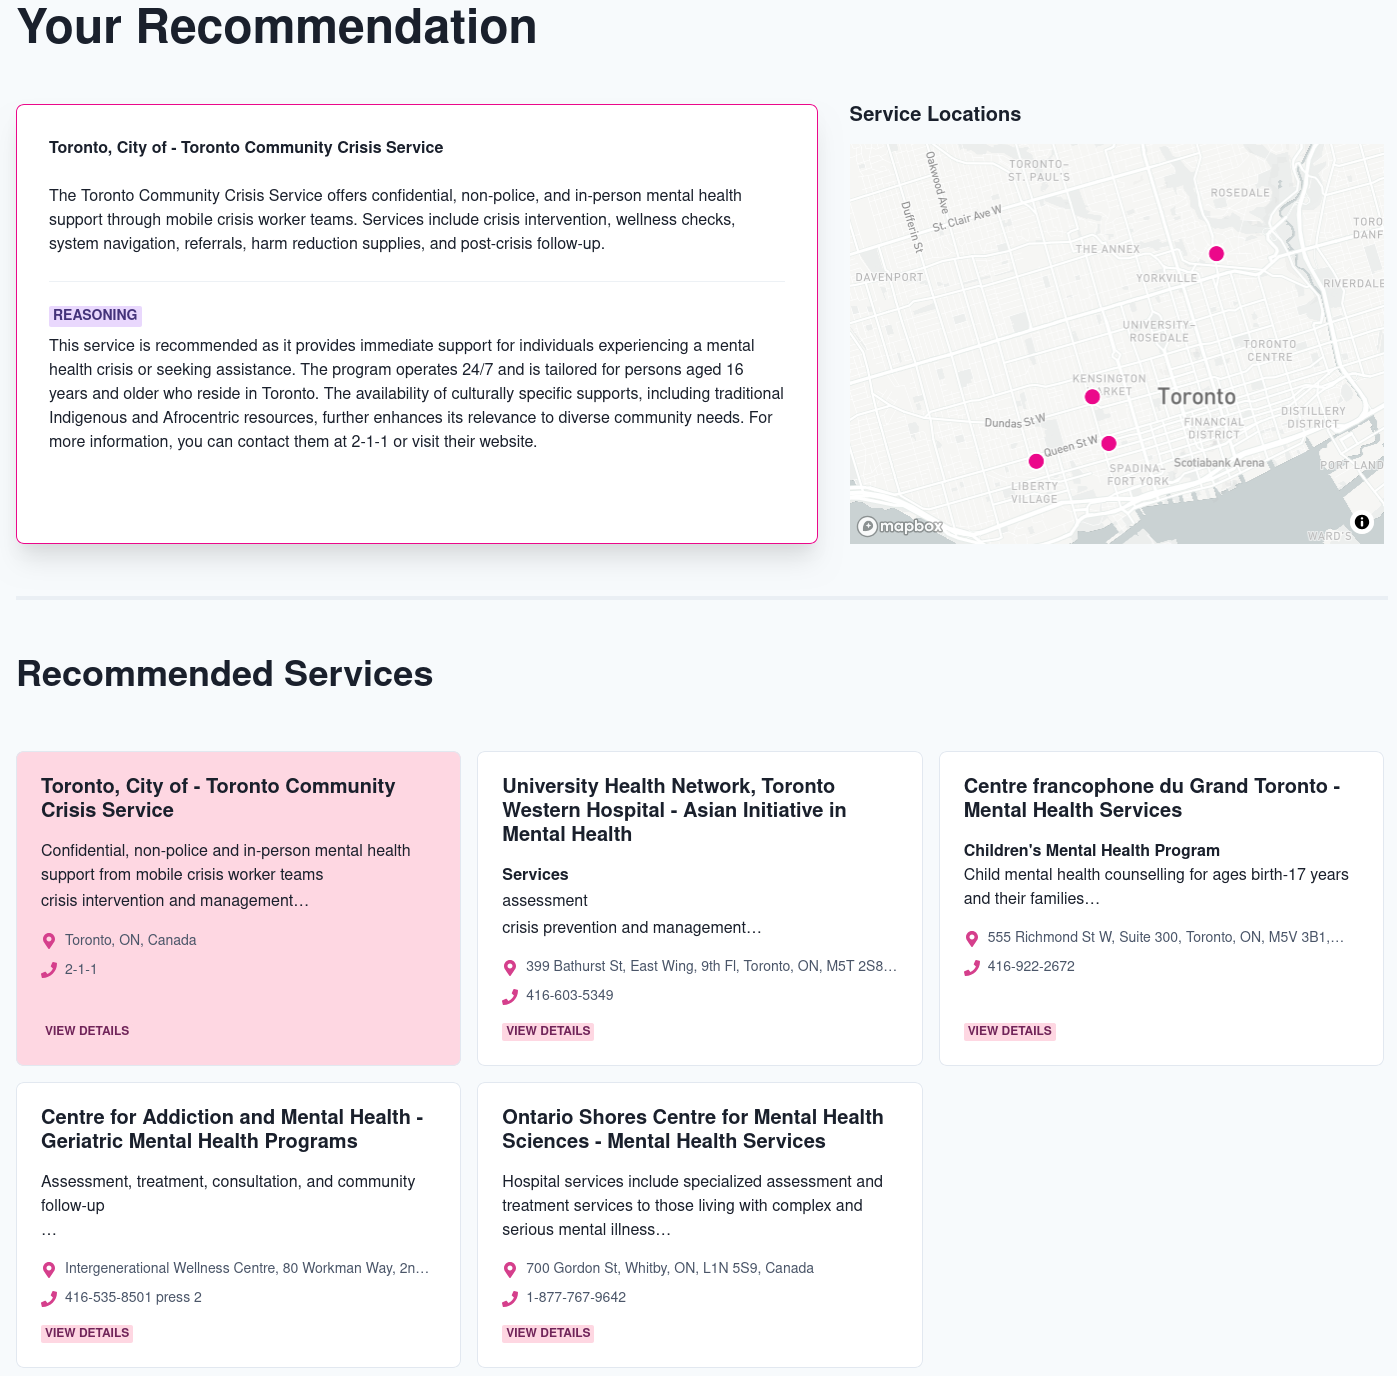 Your Recommendation
Toronto, City of - Toronto Community Crisis Service
The Toronto Community Crisis Service offers confidential, non-police, and in-person mental health
support through mobile crisis worker teams. Services include crisis intervention, wellness checks,
system navigation, referrals, harm reduction supplies, and post-crisis follow-up.
REASONING
This service is recommended as it provides immediate support for individuals experiencing a mental
health crisis or seeking assistance. The program operates 24/7 and is tailored for persons aged 16
years and older who reside in Toronto. The availability of culturally specific supports, including traditional
Indigenous and Afrocentric resources, further enhances its relevance to diverse community needs. For
more information, you can contact them at 2-1-1 or visit their website.
Service Locations
Oakwood Ave
TORONTO–
ST. PAUL'S
ROSEDALE
Dufferin St
St. Clair Ave W
TORO
DANF
THE ANNEX
DAVENPORT
YORKVILLE
RIVERDALE
UNIVERSITY–
ROSEDALE
TORONTO
CENTRE
KENSINGTON
RKET
Toronto
Dundas St W
DISTILLERY
DISTRICT
FINANCIAL
DISTRICT
Queen St W
SPADINA–
FORT YORK
Scotiabank Arena
PORT LAND
LIBERTY
VILLAGE
mapbox
WARD'S
Recommended Services
Toronto, City of - Toronto Community
Crisis Service
Confidential, non-police and in-person mental health
support from mobile crisis worker teams
crisis intervention and management…
Toronto, ON, Canada
2-1-1
VIEW DETAILS
University Health Network, Toronto
Western Hospital - Asian Initiative in
Mental Health
Services
assessment
crisis prevention and management…
399 Bathurst St, East Wing, 9th Fl, Toronto, ON, M5T 2S8…
416-603-5349
VIEW DETAILS
Centre francophone du Grand Toronto -
Mental Health Services
Children's Mental Health Program
Child mental health counselling for ages birth-17 years
and their families…
555 Richmond St W, Suite 300, Toronto, ON, M5V 3B1,…
416-922-2672
VIEW DETAILS
Centre for Addiction and Mental Health -
Geriatric Mental Health Programs
Assessment, treatment, consultation, and community
follow-up
…
Intergenerational Wellness Centre, 80 Workman Way, 2n…
416-535-8501 press 2
VIEW DETAILS
Ontario Shores Centre for Mental Health
Sciences - Mental Health Services
Hospital services include specialized assessment and
treatment services to those living with complex and
serious mental illness…
700 Gordon St, Whitby, ON, L1N 5S9, Canada
1-877-767-9642
VIEW DETAILS